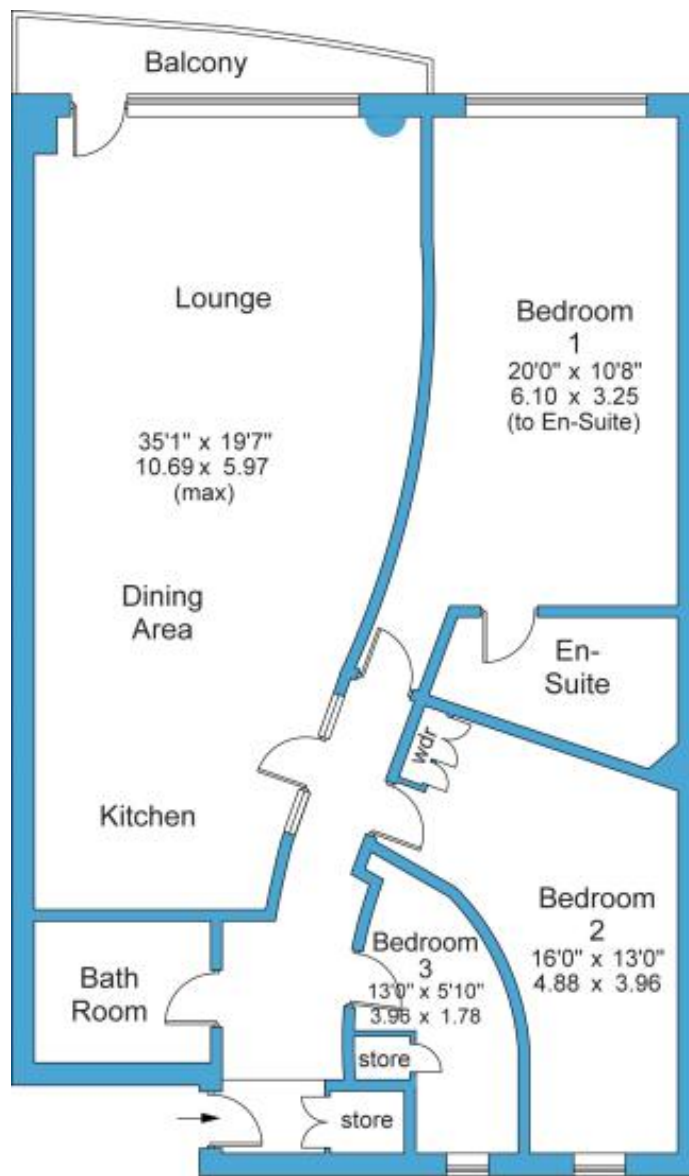 Balcony
Lounge
35'1" x 19'7"
10.69 x 5.97
(max)
Dining
Area
Kitchen
Bedroom
1
20'0" x 10'8"
6.10 x 3.25
(to En-Suite)
En-
Suite
wdr
Bedroom
2
16'0" x 13'0"
4.88 x 3.96
Bedroom
3
13'0" x 5'10"
3.96 x 1.78
Bath
Room
store
store